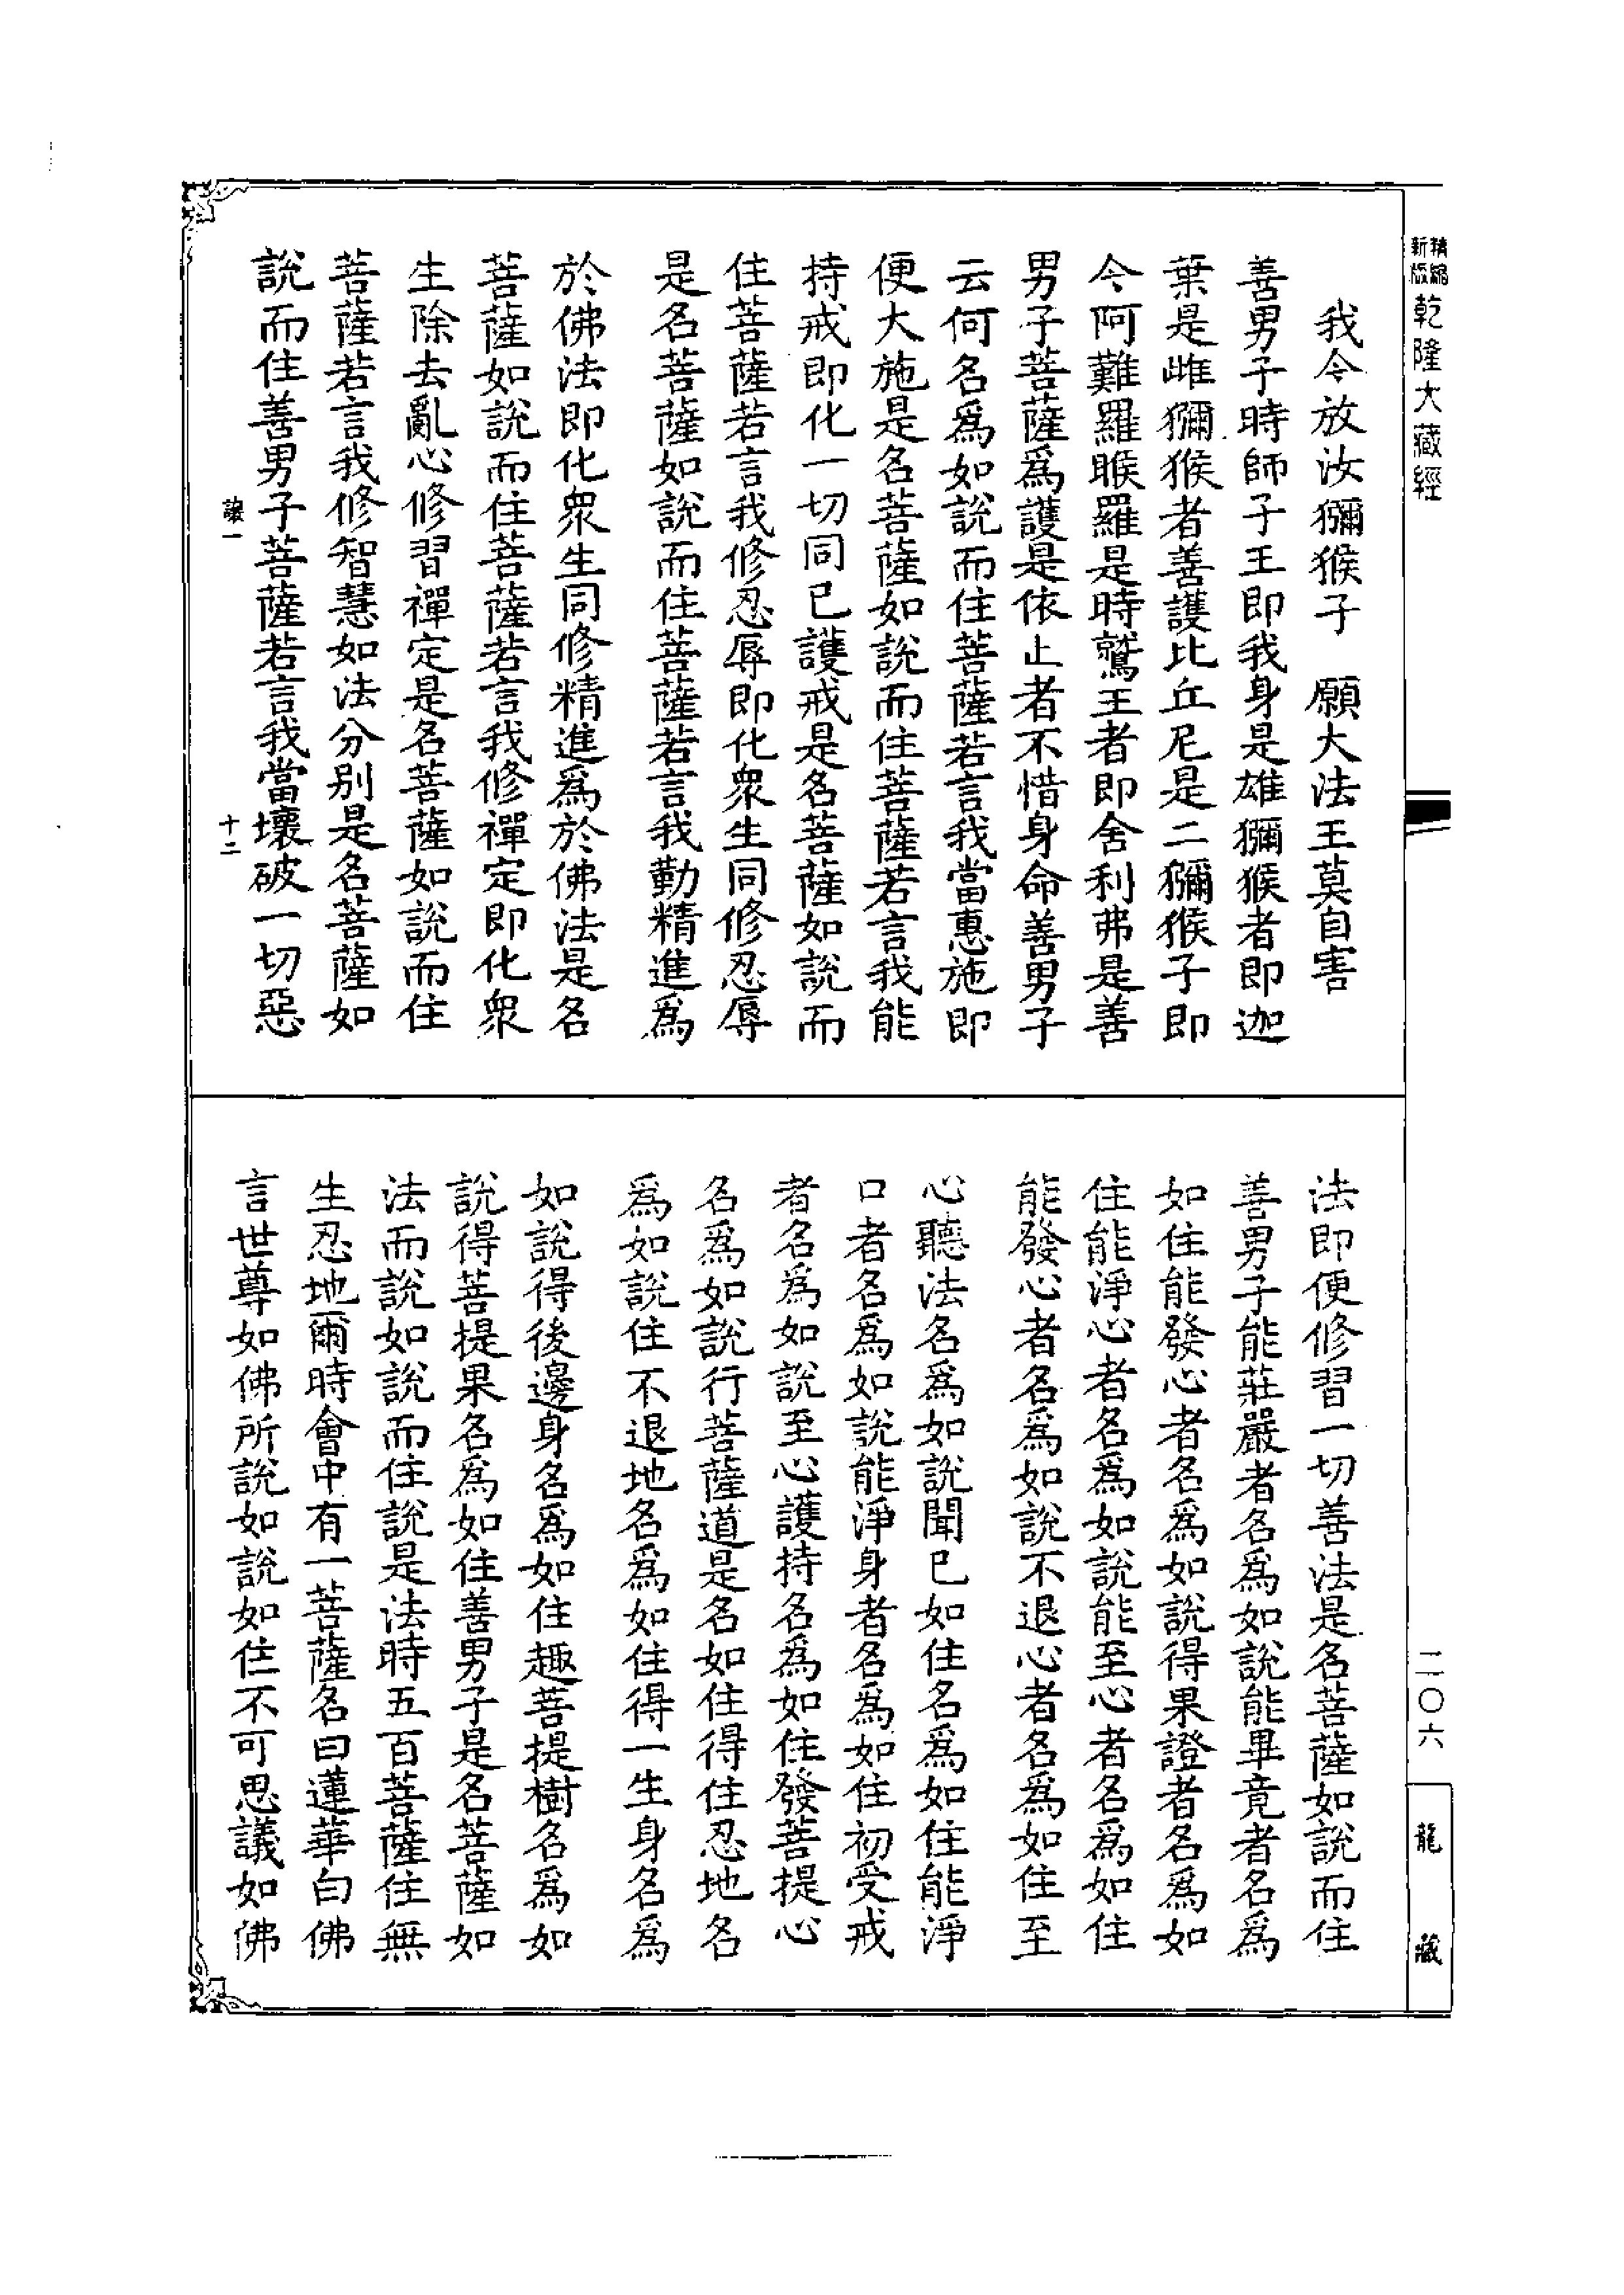 新版精縮乾隆大藏經
我今放汝獼猴子　願大法王莫自害
善男子時師子王即我身是雄獼猴者即迦
葉是雌獼猴者善護比丘尼是二獼猴子即
今阿難羅睺羅是時鷲王者即舍利弗是善
男子菩薩爲護是依止者不惜身命善男子
云何名爲如說而住菩薩若言我當惠施即
便大施是名菩薩如說而住菩薩若言我能
持戒即化一切同已護戒是名菩薩如說而
住菩薩若言我修忍辱即化衆生同修忍辱
是名菩薩如說而住菩薩若言我勤精進爲
於佛法即化衆生同修精進爲於佛法是名
菩薩如說而住菩薩若言我修禪定即化衆
生除去亂心修習禪定是名菩薩如說而住
菩薩若言我修智慧如法分別是名菩薩如
說而住善男子菩薩若言我當壞破一切惡
讓一　十二
法即便修習一切善法是名菩薩如說而住
善男子能莊嚴者名爲如說能畢竟者名爲
如住能發心者名爲如說得果證者名爲如
住能淨心者名爲如說能至心者名爲如住
能發心者名爲如說不退心者名爲如住至
心聽法名爲如說聞已如住名爲如住能淨
口者名爲如說能淨身者名爲如住初受戒
者名爲如說至心護持名爲如住發菩提心
名爲如說行菩薩道是名如住得住忍地名
爲如說住不退地名爲如住得一生身名爲
如說得後邊身名爲如住趣菩提樹名爲如
說得菩提果名爲如住善男子是名菩薩如
法而說如說而住說是法時五百菩薩住無
生忍地爾時會中有一菩薩名曰蓮華白佛
言世尊如佛所說如說如住不可思議如佛
二〇六
龍藏